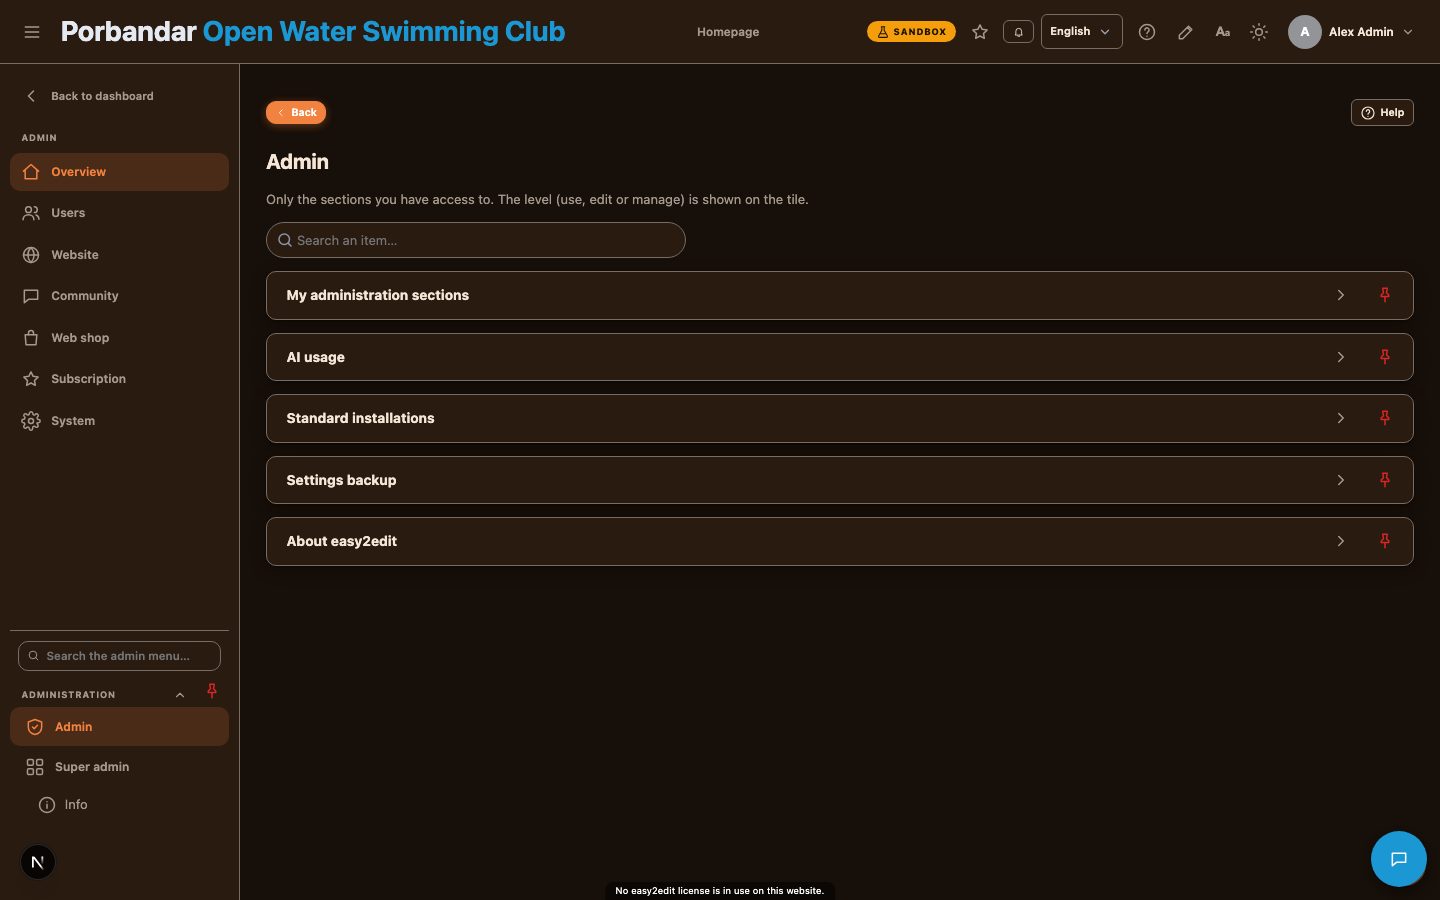 Porbandar Open Water Swimming Club
Homepage
SANDBOX
English
Aa
A
Alex Admin
Back to dashboard
ADMIN
Overview
Users
Website
Community
Web shop
Subscription
System
Search the admin menu...
ADMINISTRATION
Admin
Super admin
Info
N
Back
Help
Admin
Only the sections you have access to. The level (use, edit or manage) is shown on the tile.
Search an item...
My administration sections
AI usage
Standard installations
Settings backup
About easy2edit
No easy2edit license is in use on this website.